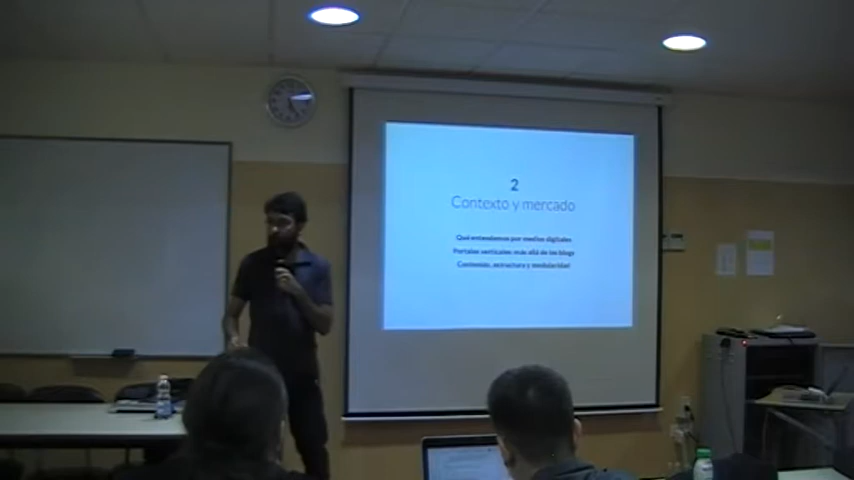 2
Contexto y mercado
Qué entendemos por medios digitales
Portales verticales: más allá de los blogs
Contenido, estructura y modularidad